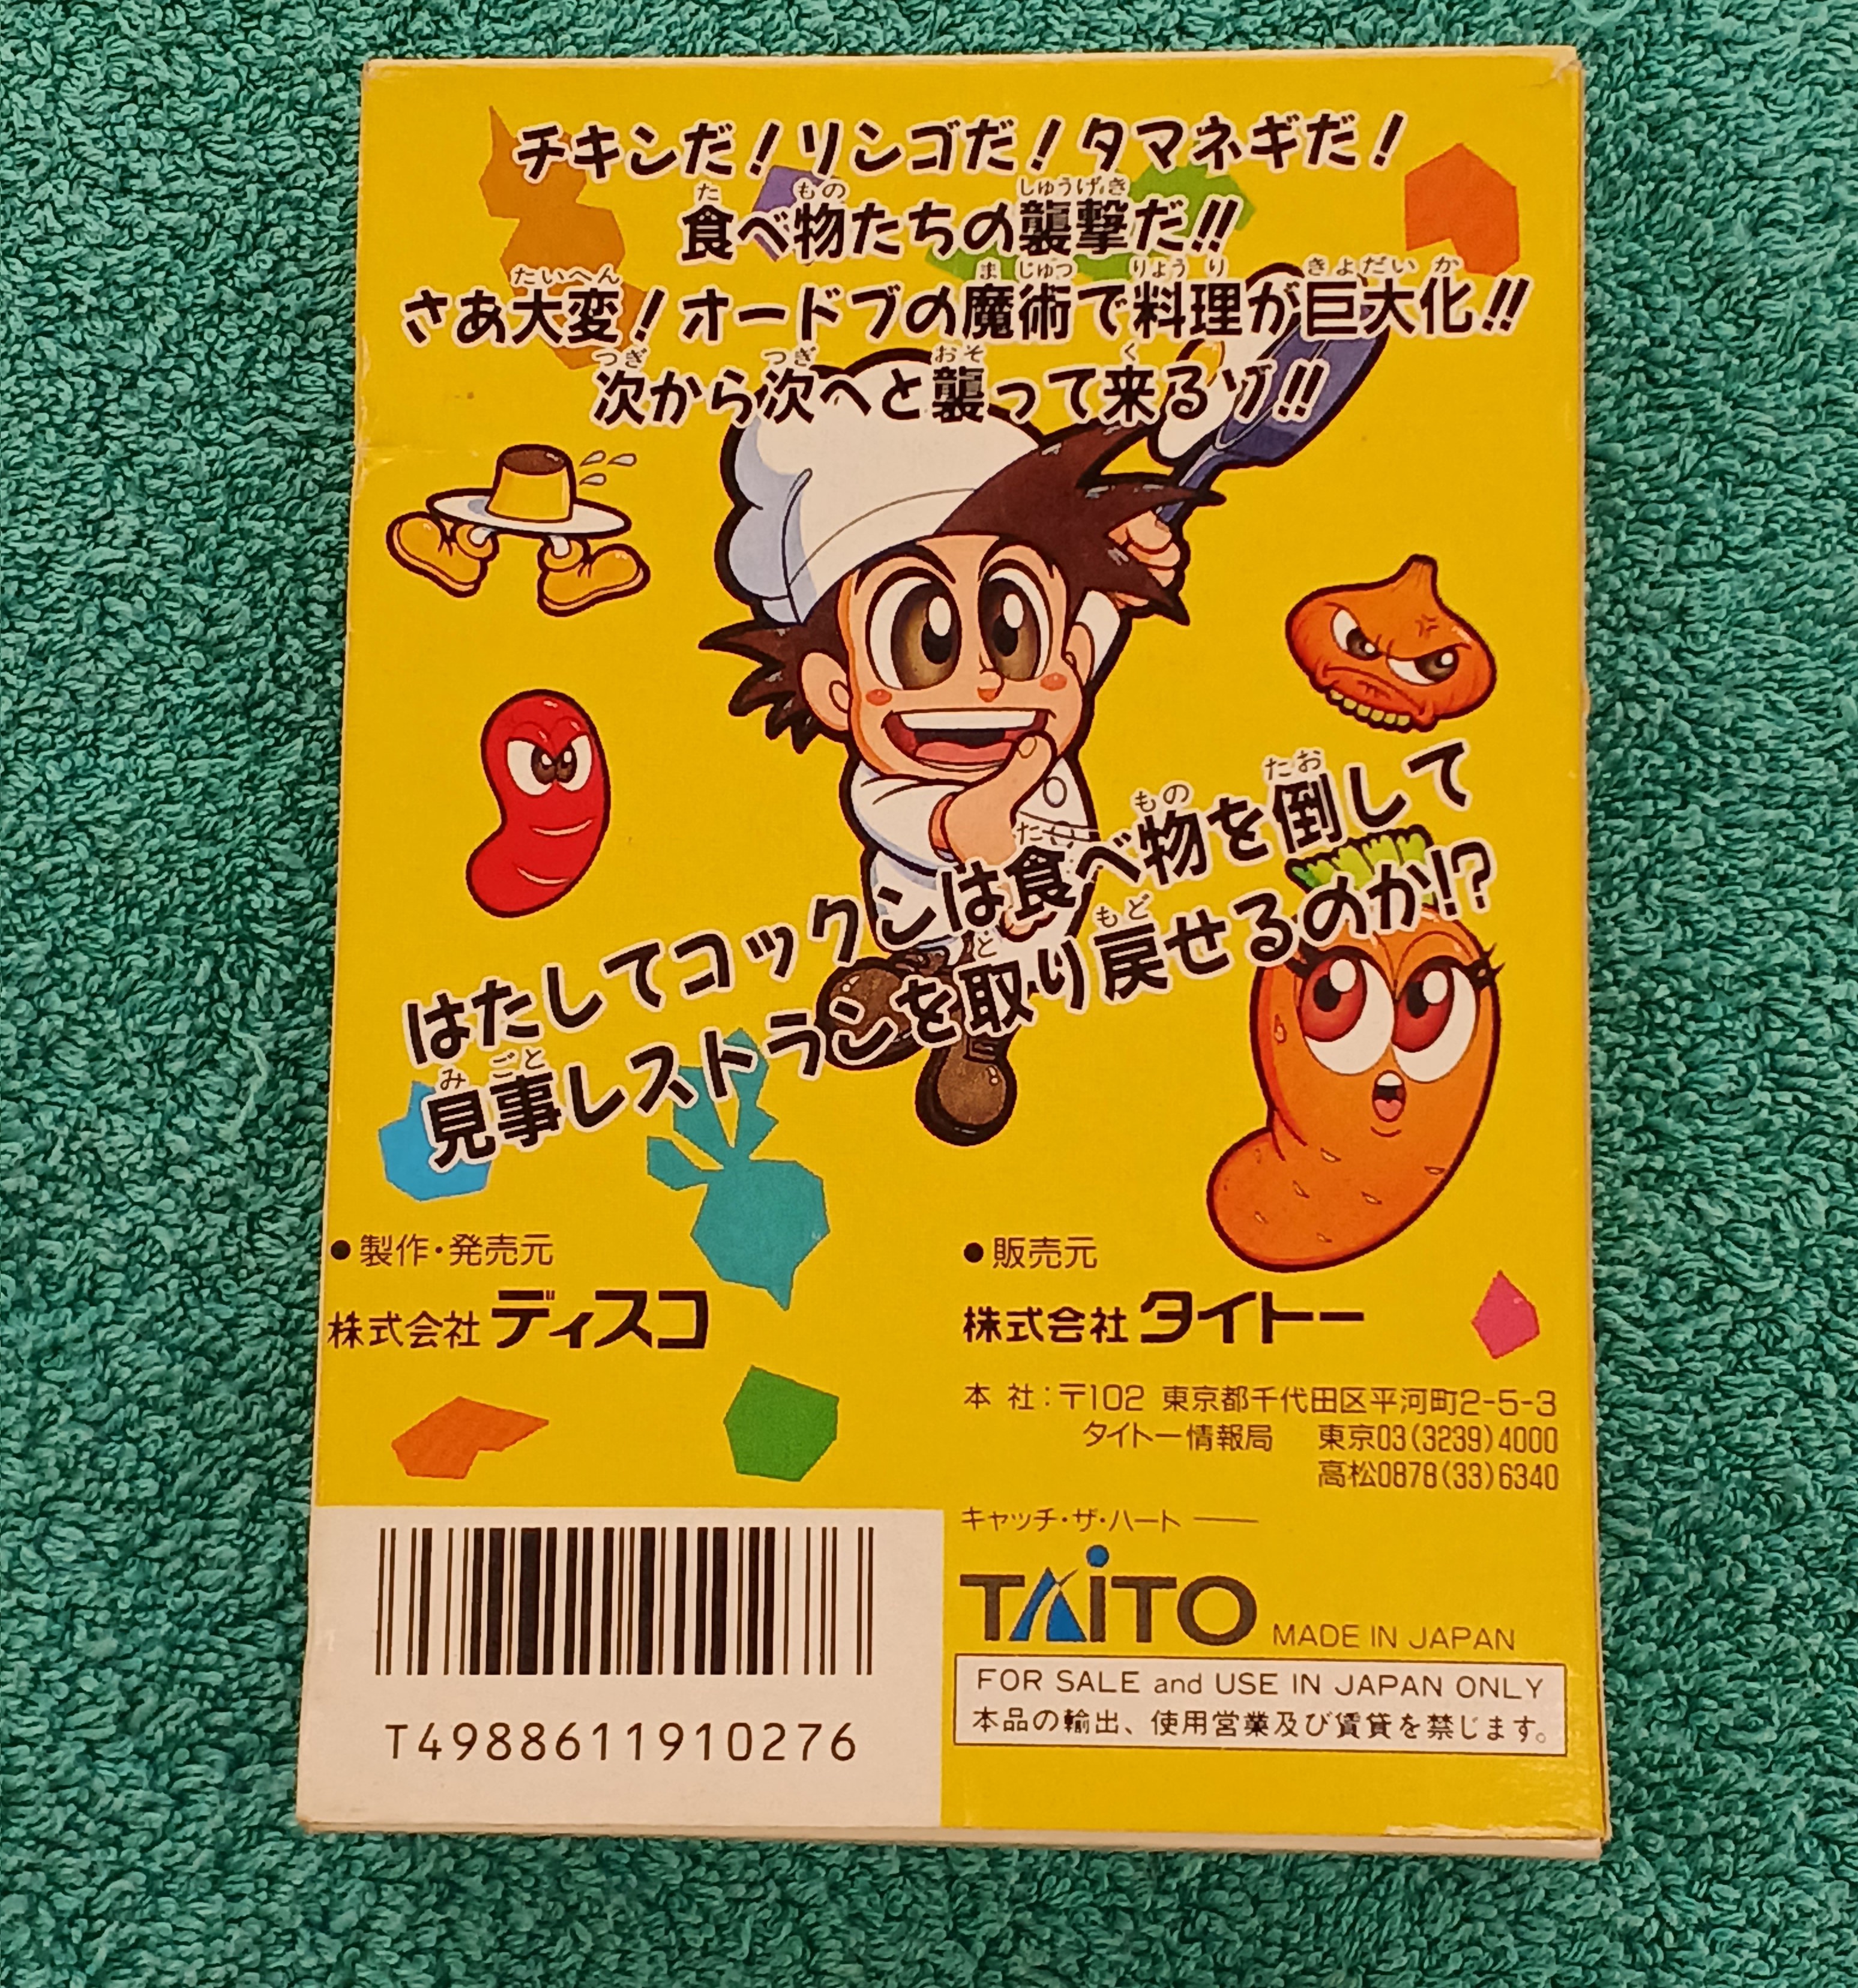 チキンだ!リンゴだ!タマネギだ!
食べ物たちの襲撃だ!!
さあ大変!オードブの魔術で料理が巨大化!!
次から次へと襲って来るゾ!!
はたしてコックンは食べ物を倒して
見事レストランを取り戻せるのか!?
●製作・発売元
株式会社 ディスコ
●販売元
株式会社 タイトー
本 社:〒102 東京都千代田区平河町2-5-3
タイトー情報局 東京03(3239)4000
高松0878(33)6340
キャッチ・ザ・ハート ——
TAITO MADE IN JAPAN
FOR SALE and USE IN JAPAN ONLY
本品の輸出、使用営業及び賃貸を禁じます。
T4988611910276